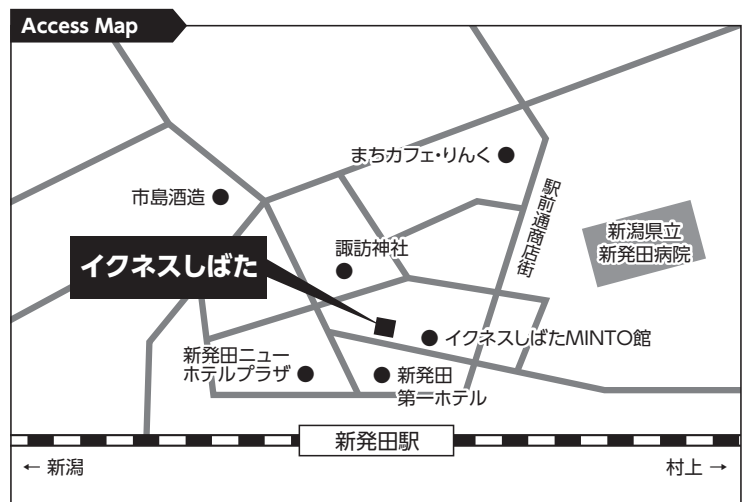 Access Map
まちカフェ・りんく
市島酒造
駅前通商店街
新潟県立
新発田病院
諏訪神社
イクネスしばた
イクネスしばたMINTO館
新発田ニュー
ホテルプラザ
新発田
第一ホテル
新発田駅
← 新潟
村上 →